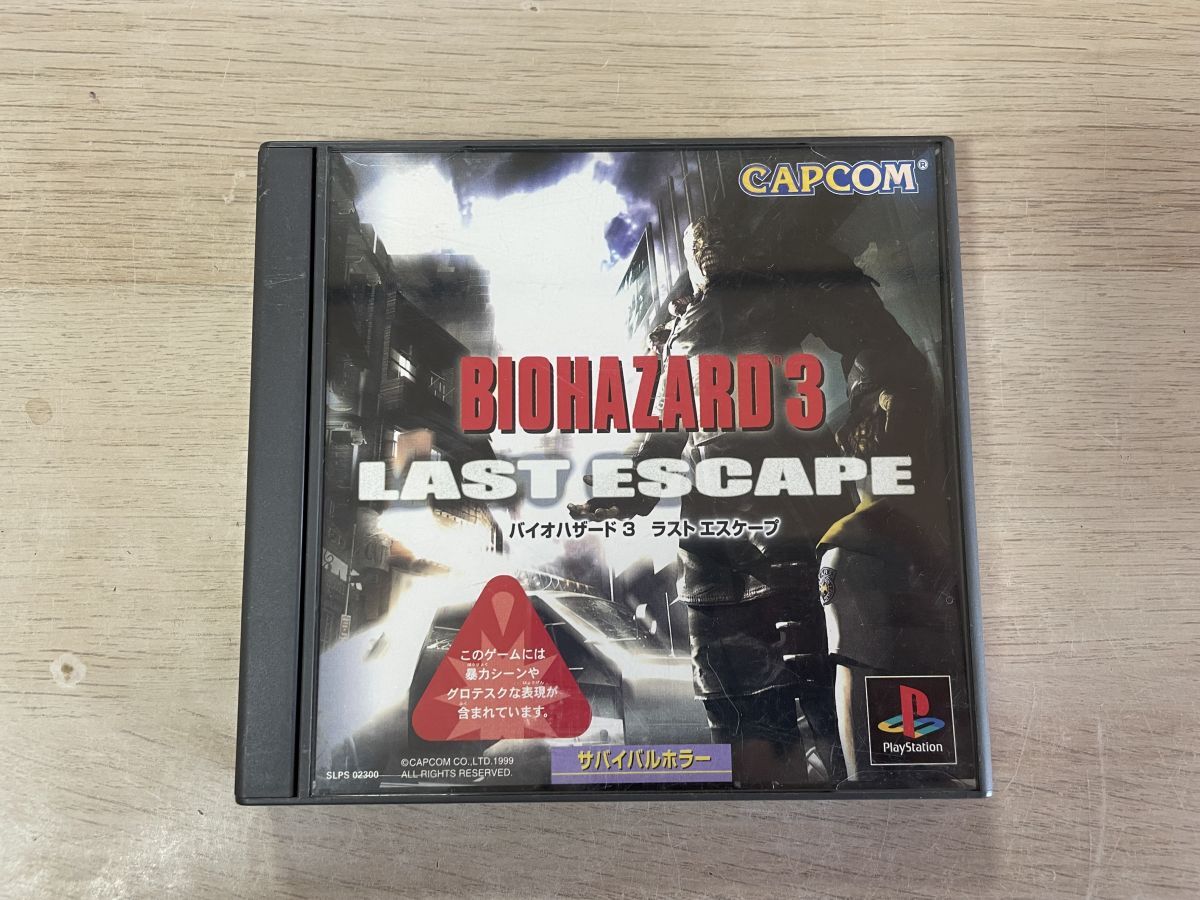 CAPCOM®
BIOHAZARD™3
LAST ESCAPE
バイオハザード3 ラスト エスケープ
このゲームには
暴力シーンや
グロテスクな表現が
含まれています。
サバイバルホラー
PlayStation
SLPS 02300
©CAPCOM CO.,LTD.1999
ALL RIGHTS RESERVED.